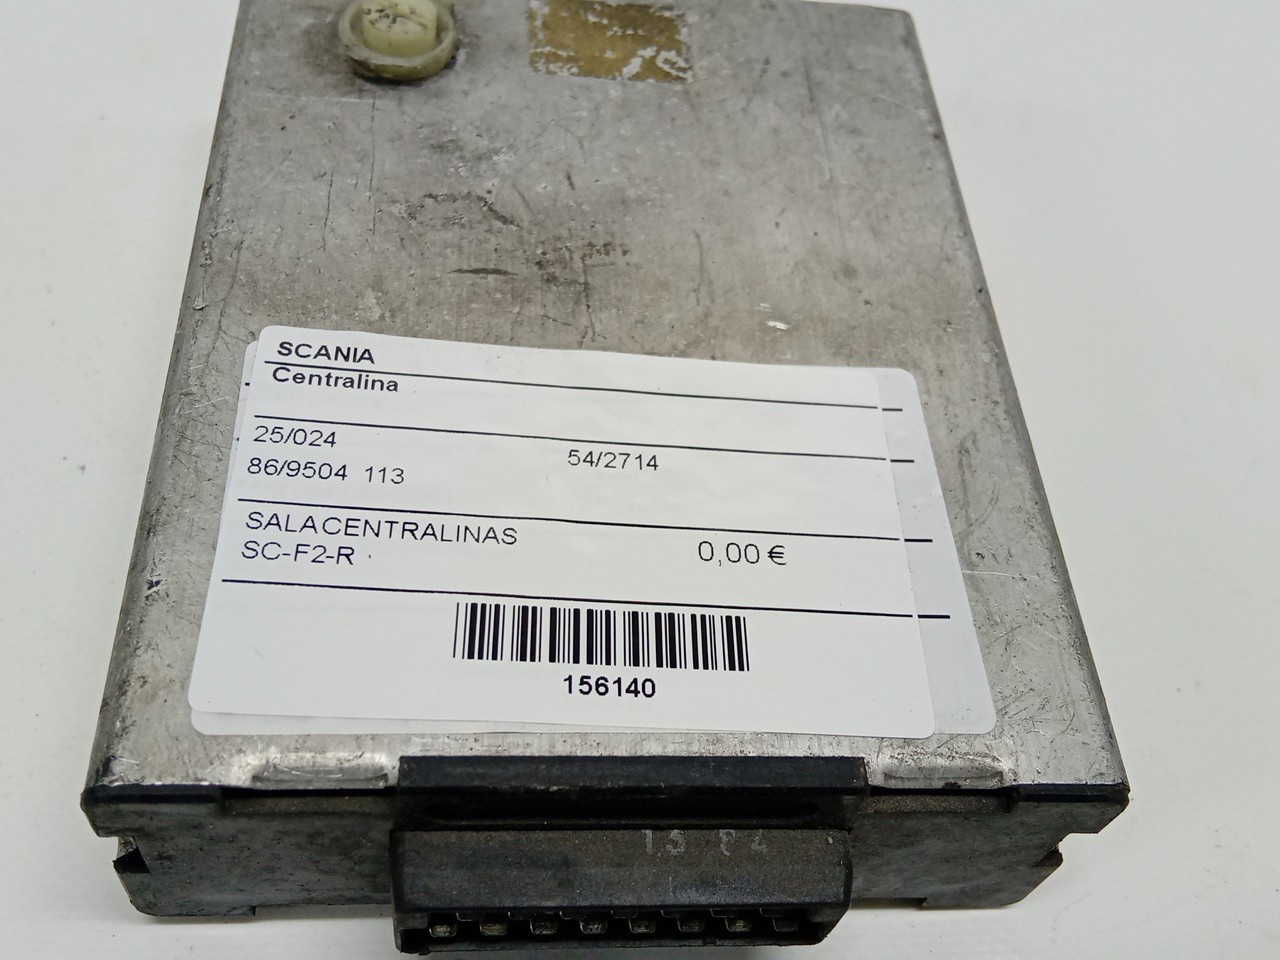 SCANIA
Centralina
25/024 54/2714
86/9504 113
SALACENTRALINAS 0,00 €
SC-F2-R
156140